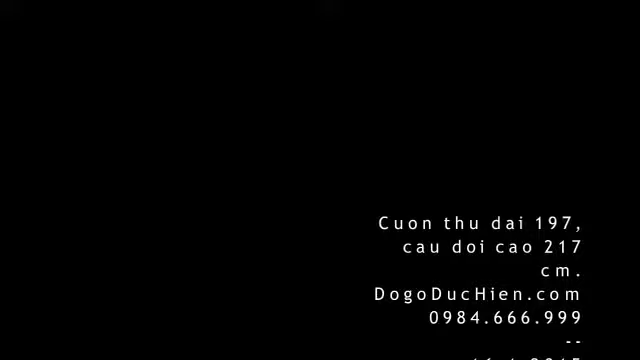 Cuon thu dai 197,
cau doi cao 217
cm.
DogoDucHien.com
0984.666.999
--